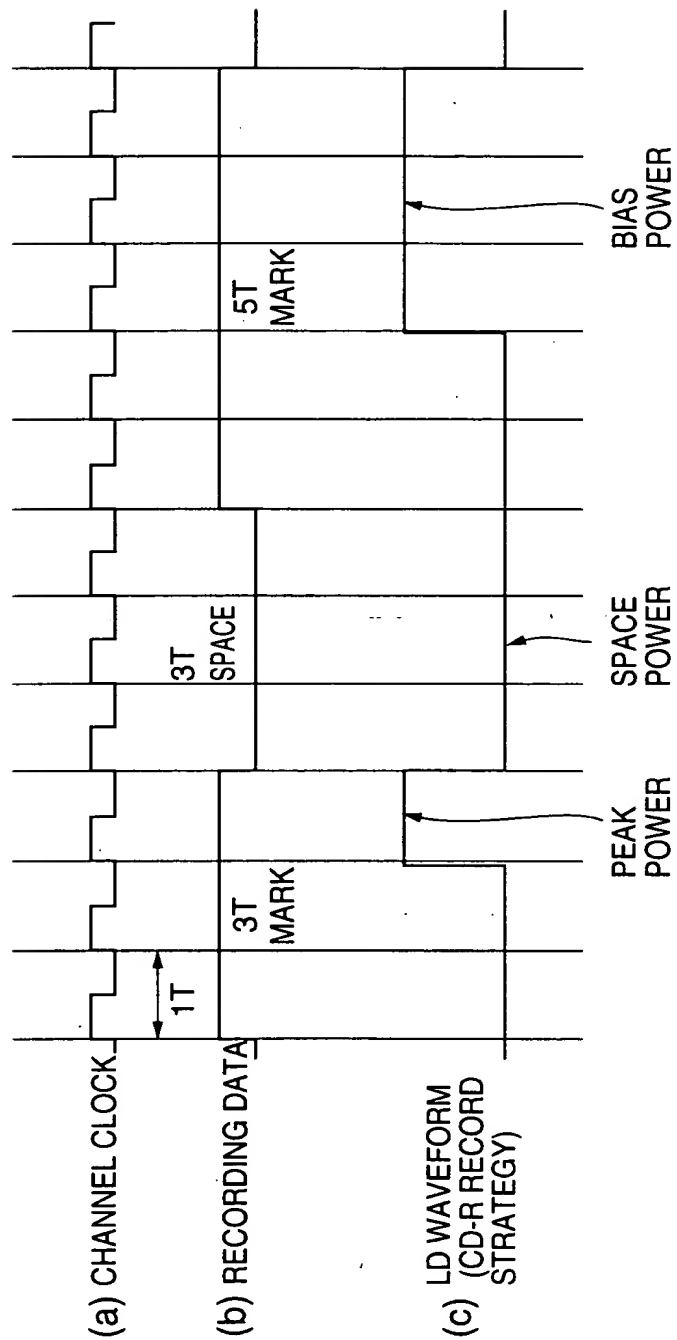 (a) CHANNEL CLOCK
1T
(b) RECORDING DATA
3T
MARK
3T
SPACE
5T
MARK
(c)
LD WAVEFORM
(CD-R RECORD
STRATEGY)
PEAK
POWER
SPACE
POWER
BIAS
POWER